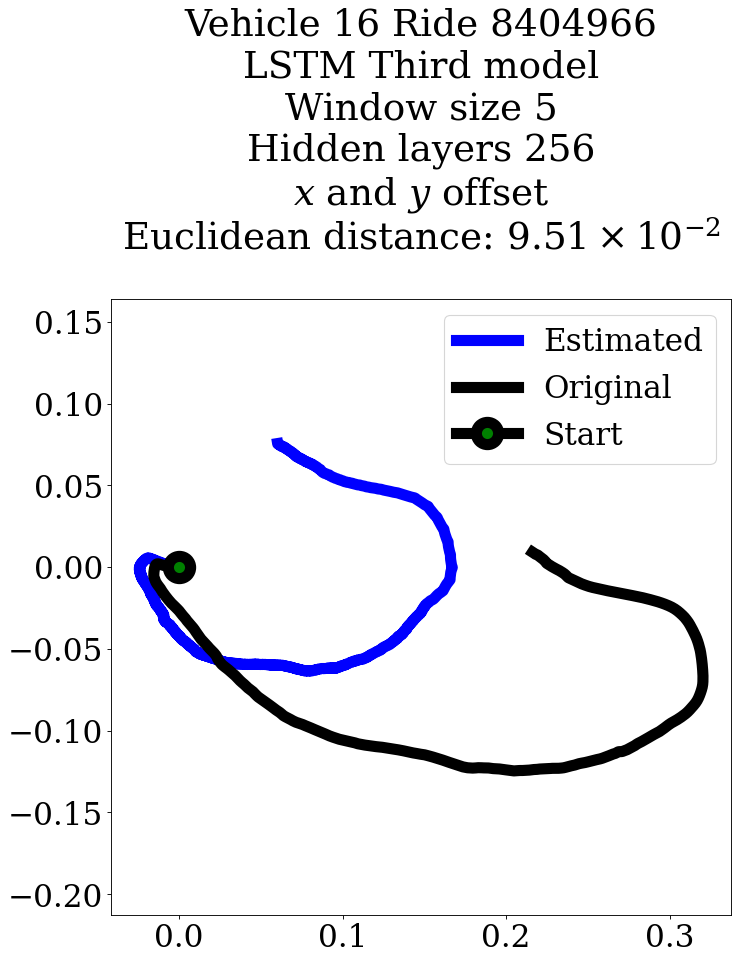 Vehicle 16 Ride 8404966
LSTM Third model
Window size 5
Hidden layers 256
x and y offset
Euclidean distance: 9.51 × 10⁻²
Estimated
Original
Start
0.15
0.10
0.05
0.00
−0.05
−0.10
−0.15
−0.20
0.0 0.1 0.2 0.3